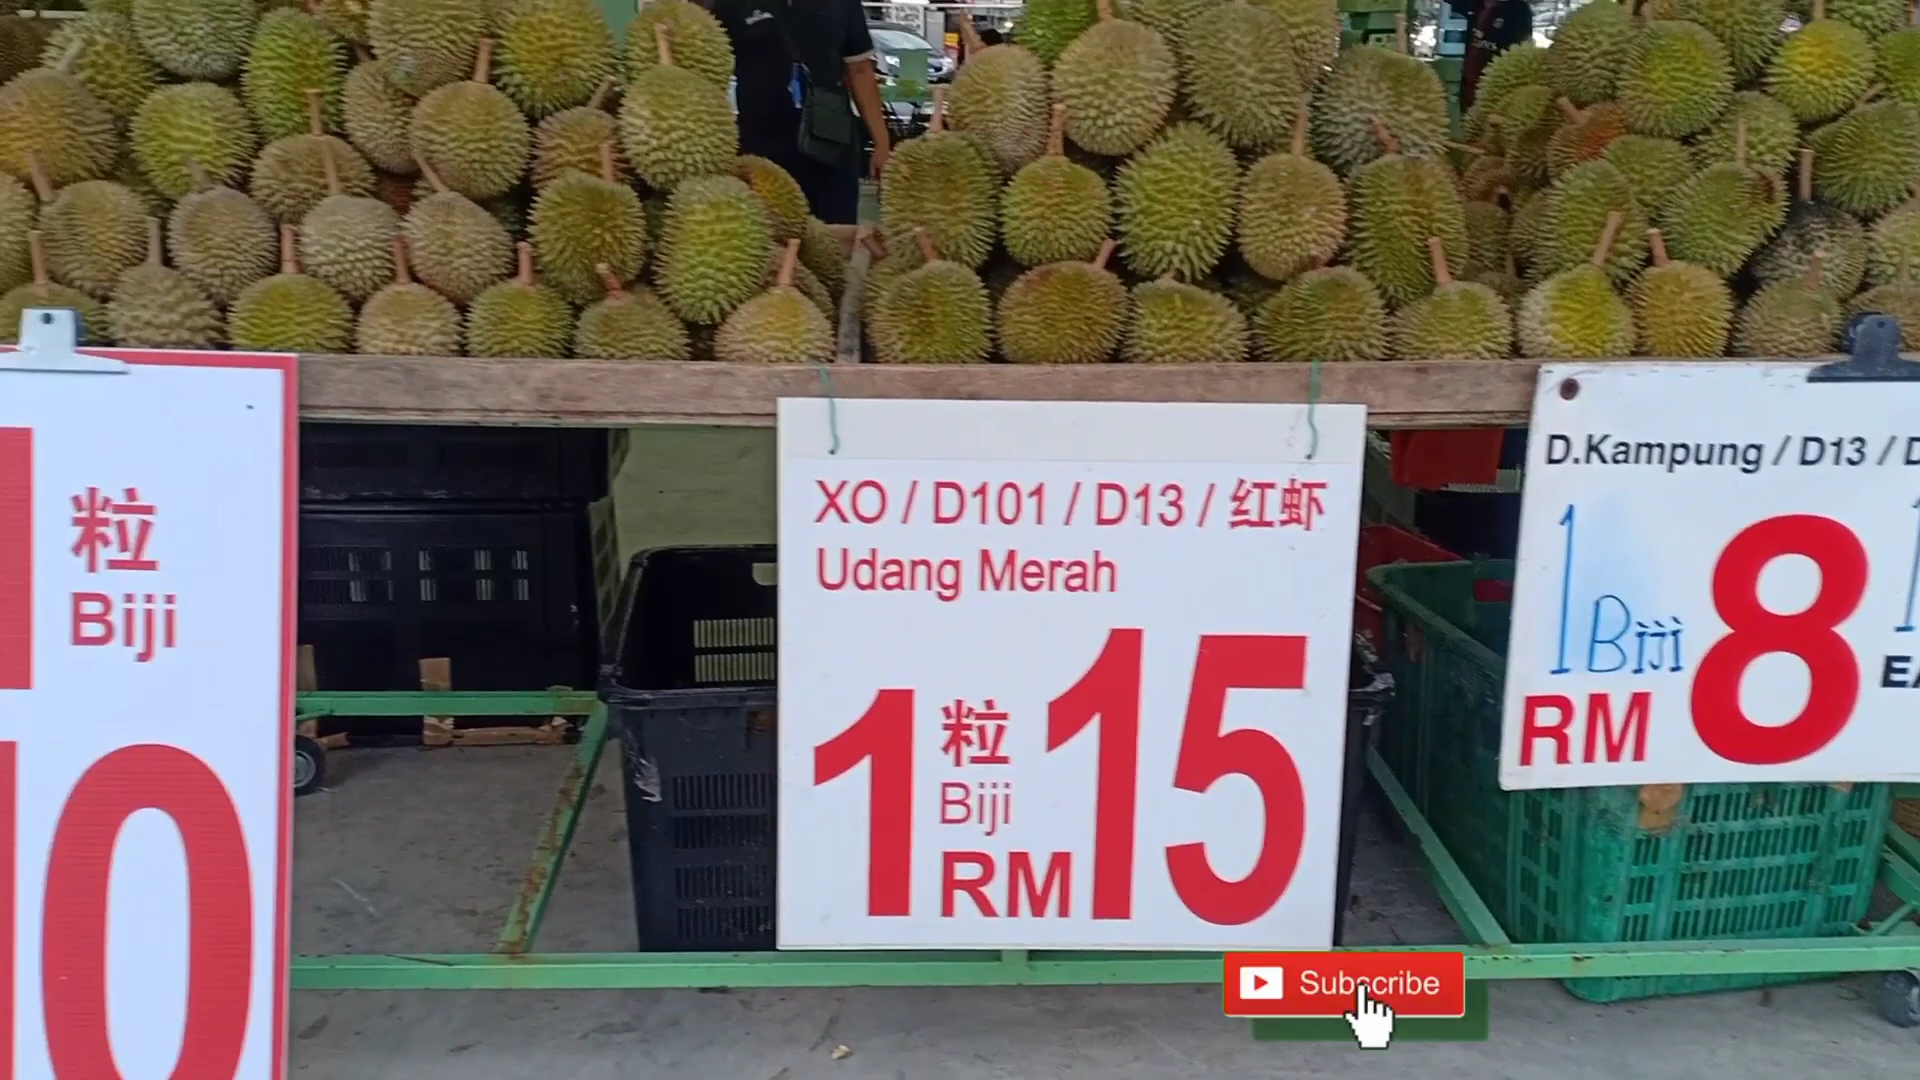 粒
Biji
0
XO / D101 / D13 / 红虾
Udang Merah
1 粒 Biji RM 15
D.Kampung / D13 /
1 Biji
RM 8
Subscribe